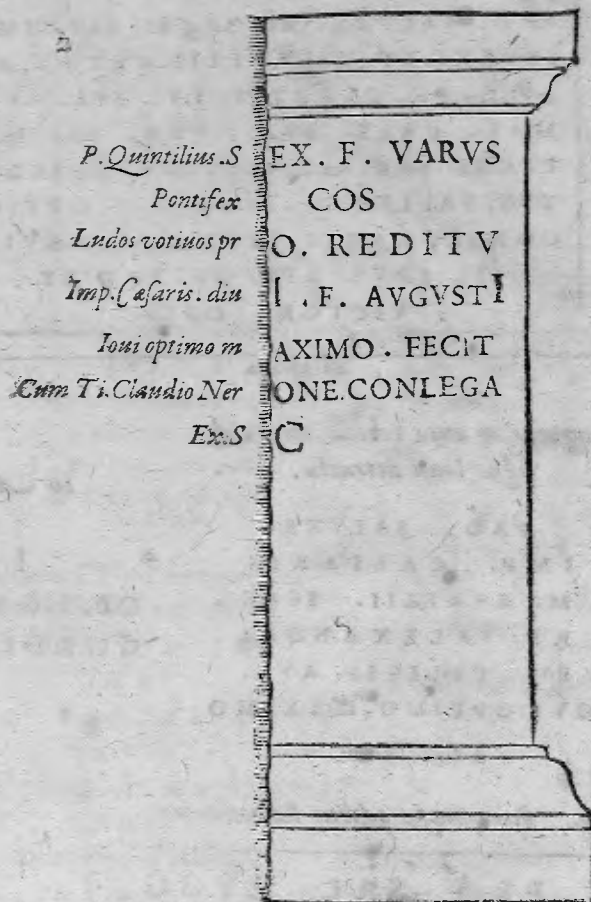 P. Quintilius. S EX. F. VARVS
Pontifex COS
Ludos votiuos pr O. REDITV
Imp. Cæsaris. diu I. F. AVGVSTI
Ioui optimo m AXIMO. FECIT
Cum Ti. Claudio Ner ONE. CONLEGA
Ex. S C